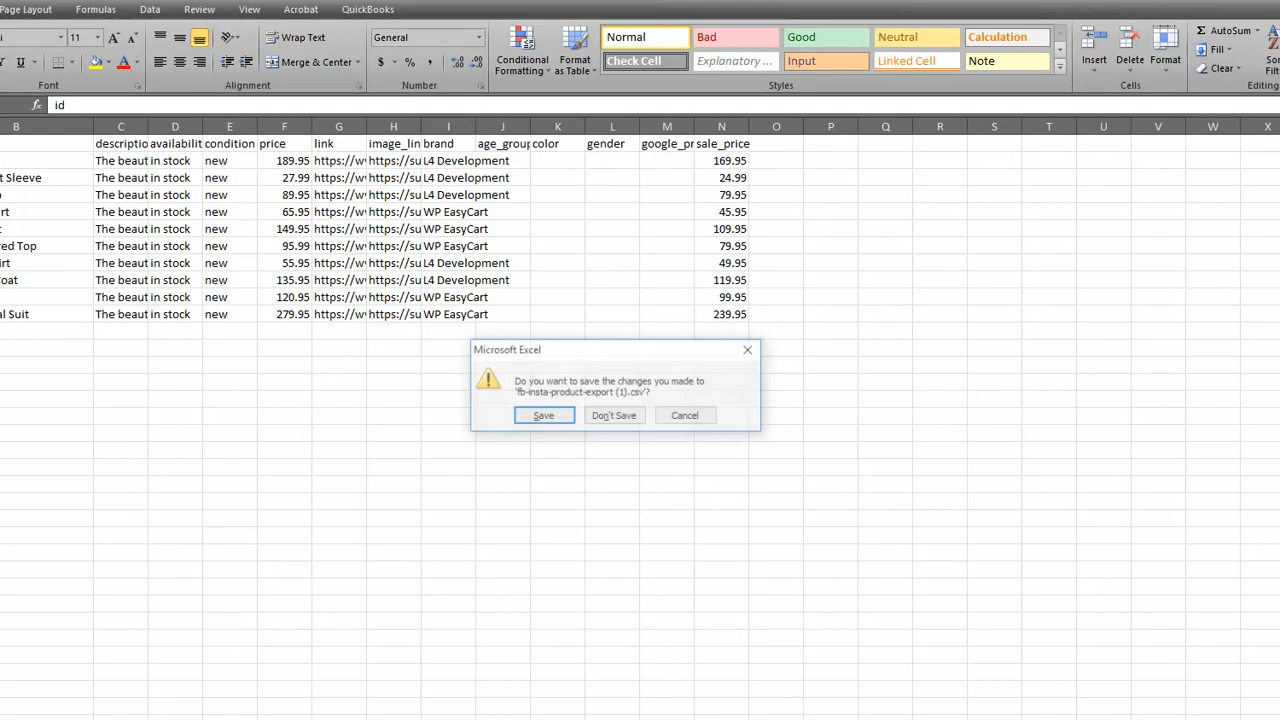 Page Layout Formulas Data Review View Acrobat QuickBooks
11 A A Wrap Text General Normal Bad Good Neutral Calculation AutoSum
U A Merge & Center $ % , Conditional Formatting Format as Table Check Cell Explanatory ... Input Linked Cell Note Insert Delete Format Fill Clear
Font Alignment Number Styles Cells Editing
fx id
B C D E F G H I J K L M N O P Q R S T U V W X
availabilit condition price link image_lin brand age_group color gender google_pr sale_price
The beaut in stock new 189.95 https://w https://su L4 Development 169.95
t Sleeve The beaut in stock new 27.99 https://w https://su L4 Development 24.99
The beaut in stock new 89.95 https://w https://su L4 Development 79.95
rt The beaut in stock new 65.95 https://w https://su WP EasyCart 45.95
The beaut in stock new 149.95 https://w https://su WP EasyCart 109.95
red Top The beaut in stock new 95.99 https://w https://su WP EasyCart 79.95
irt The beaut in stock new 55.95 https://w https://su L4 Development 49.95
Coat The beaut in stock new 135.95 https://w https://su L4 Development 119.95
The beaut in stock new 120.95 https://w https://su WP EasyCart 99.95
al Suit The beaut in stock new 279.95 https://w https://su WP EasyCart 239.95
Microsoft Excel
Do you want to save the changes you made to
'fb-insta-product-export (1).csv'?
Save Don't Save Cancel